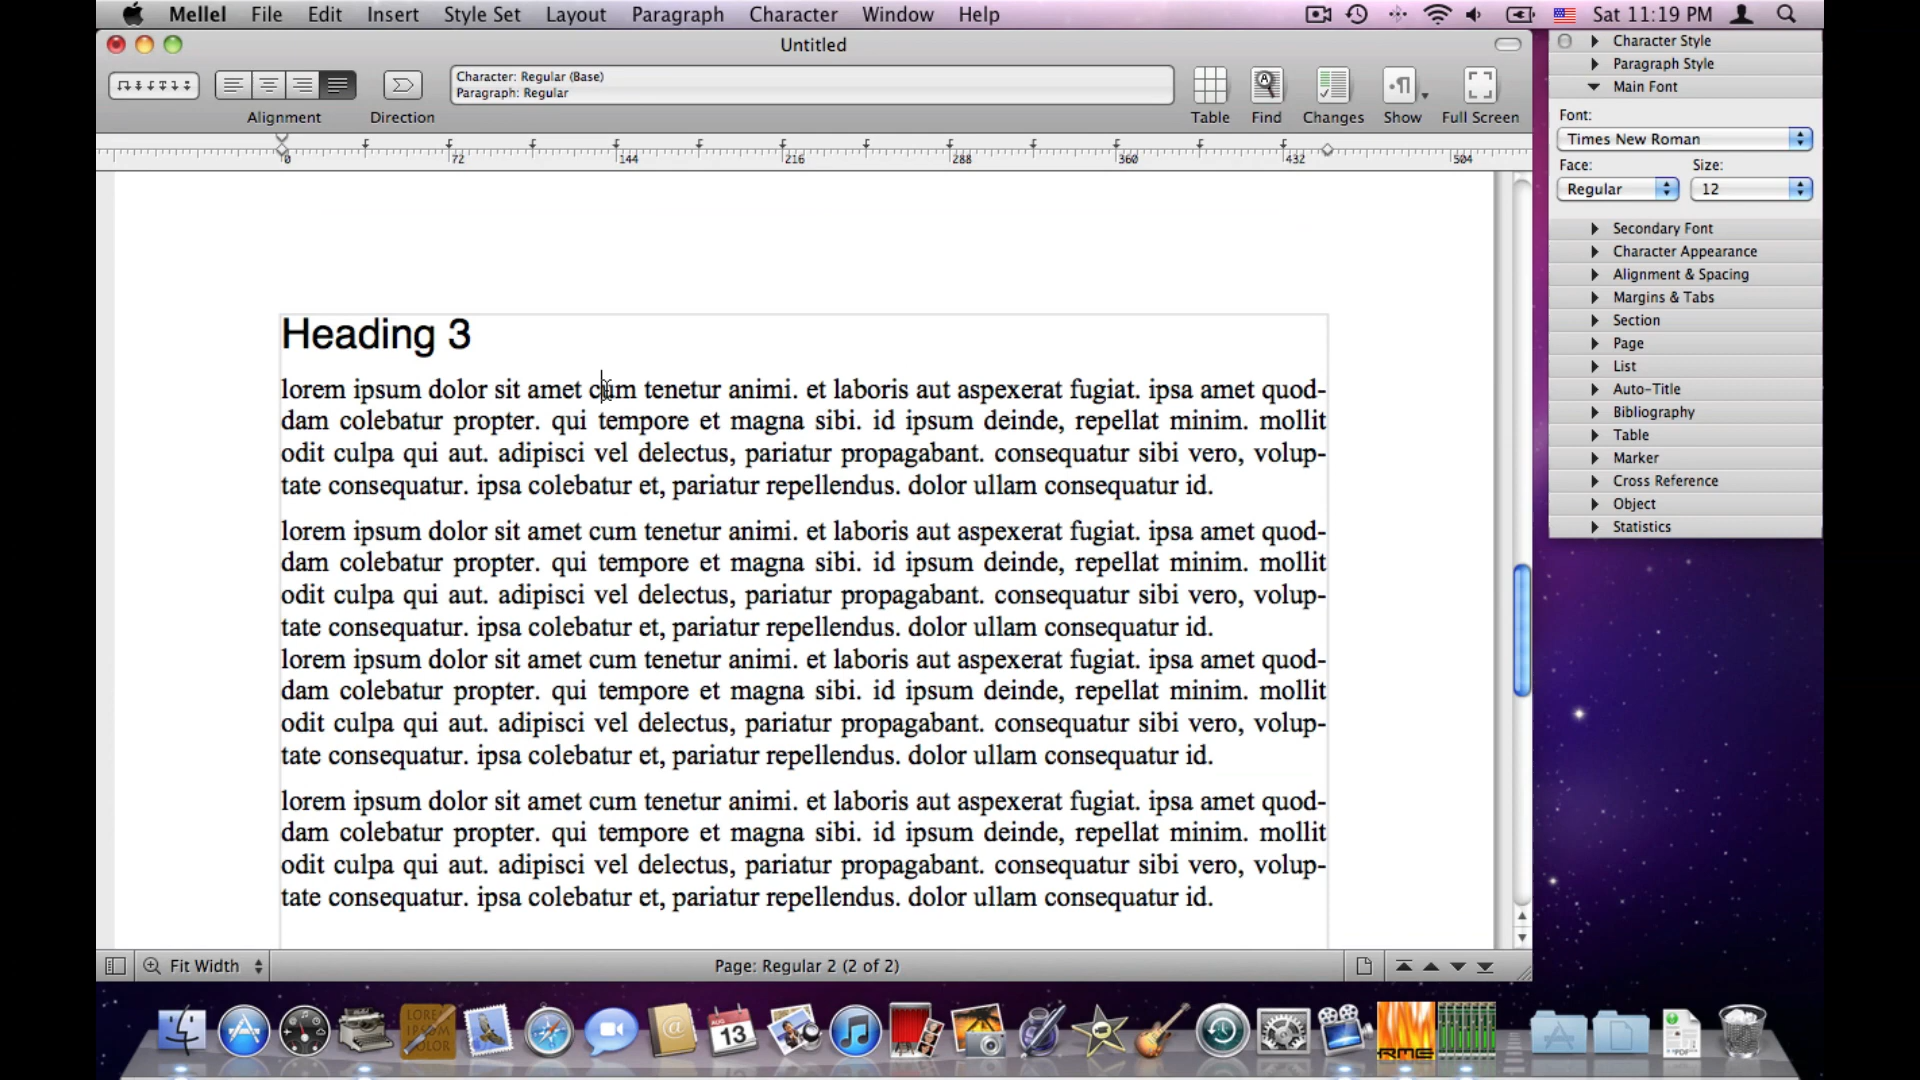 Mellel File Edit Insert Style Set Layout Paragraph Character Window Help Sat 11:19 PM
Untitled
Character: Regular (Base)
Paragraph: Regular
Alignment Direction Table Find Changes Show Full Screen
0 72 144 216 288 360 432 504
Heading 3
lorem ipsum dolor sit amet cum tenetur animi. et laboris aut aspexerat fugiat. ipsa amet quod-
dam colebatur propter. qui tempore et magna sibi. id ipsum deinde, repellat minim. mollit
odit culpa qui aut. adipisci vel delectus, pariatur propagabant. consequatur sibi vero, volup-
tate consequatur. ipsa colebatur et, pariatur repellendus. dolor ullam consequatur id.
lorem ipsum dolor sit amet cum tenetur animi. et laboris aut aspexerat fugiat. ipsa amet quod-
dam colebatur propter. qui tempore et magna sibi. id ipsum deinde, repellat minim. mollit
odit culpa qui aut. adipisci vel delectus, pariatur propagabant. consequatur sibi vero, volup-
tate consequatur. ipsa colebatur et, pariatur repellendus. dolor ullam consequatur id.
lorem ipsum dolor sit amet cum tenetur animi. et laboris aut aspexerat fugiat. ipsa amet quod-
dam colebatur propter. qui tempore et magna sibi. id ipsum deinde, repellat minim. mollit
odit culpa qui aut. adipisci vel delectus, pariatur propagabant. consequatur sibi vero, volup-
tate consequatur. ipsa colebatur et, pariatur repellendus. dolor ullam consequatur id.
lorem ipsum dolor sit amet cum tenetur animi. et laboris aut aspexerat fugiat. ipsa amet quod-
dam colebatur propter. qui tempore et magna sibi. id ipsum deinde, repellat minim. mollit
odit culpa qui aut. adipisci vel delectus, pariatur propagabant. consequatur sibi vero, volup-
tate consequatur. ipsa colebatur et, pariatur repellendus. dolor ullam consequatur id.
Fit Width Page: Regular 2 (2 of 2)
Character Style
Paragraph Style
Main Font
Font:
Times New Roman
Face: Size:
Regular 12
Secondary Font
Character Appearance
Alignment & Spacing
Margins & Tabs
Section
Page
List
Auto-Title
Bibliography
Table
Marker
Cross Reference
Object
Statistics
LOREM
IPSUM
DOLOR
AUG
13
RME
PDF